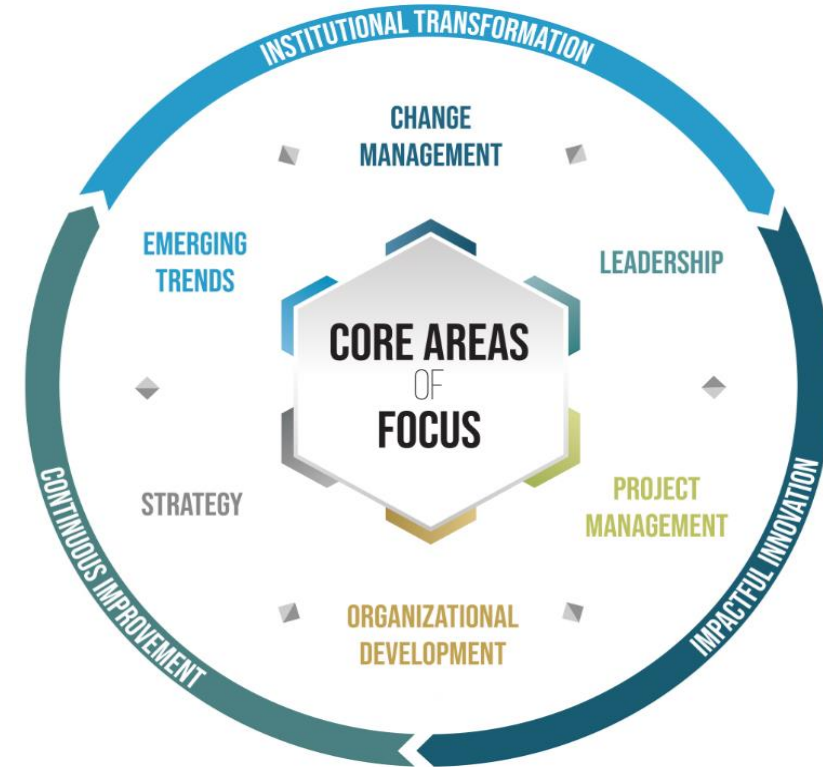 INSTITUTIONAL TRANSFORMATION
CHANGE
MANAGEMENT
EMERGING
TRENDS
LEADERSHIP
CORE AREAS
OF
FOCUS
STRATEGY
PROJECT
MANAGEMENT
ORGANIZATIONAL
DEVELOPMENT
CONTINUOUS IMPROVEMENT
IMPACTFUL INNOVATION